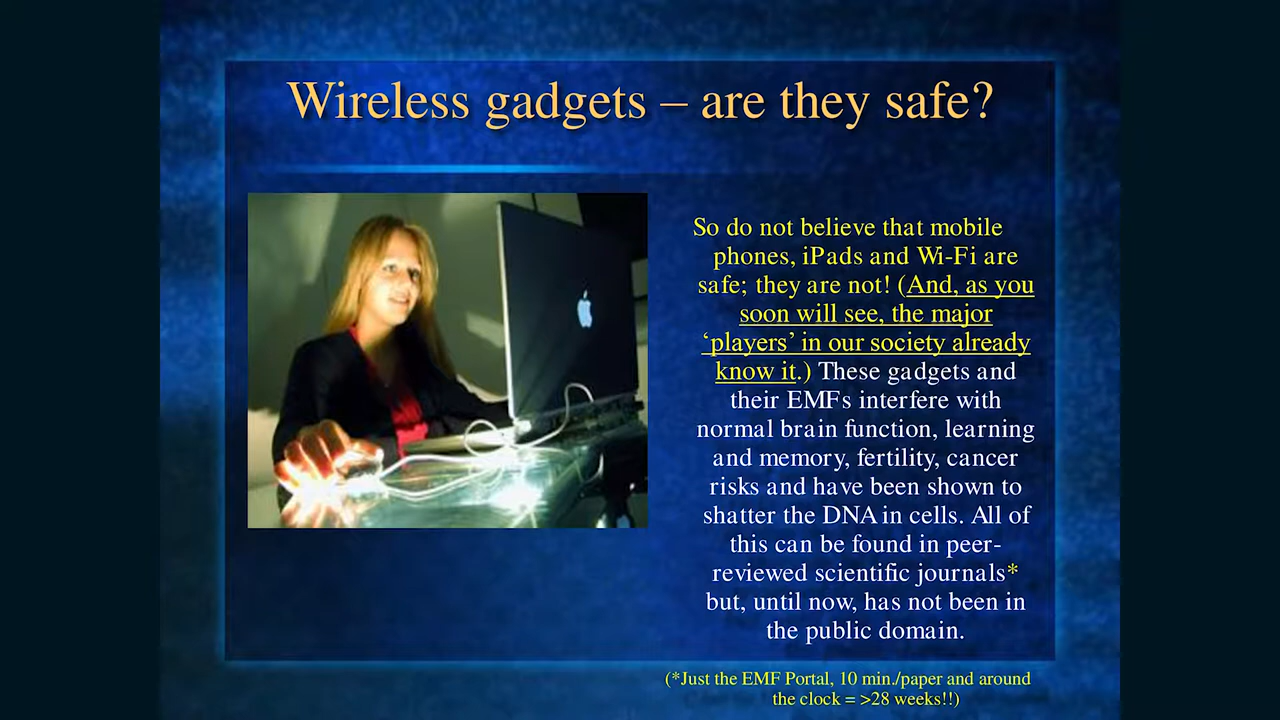 Wireless gadgets – are they safe?
So do not believe that mobile
phones, iPads and Wi-Fi are
safe; they are not! (And, as you
soon will see, the major
‘players’ in our society already
know it.) These gadgets and
their EMFs interfere with
normal brain function, learning
and memory, fertility, cancer
risks and have been shown to
shatter the DNA in cells. All of
this can be found in peer-
reviewed scientific journals*
but, until now, has not been in
the public domain.
(*Just the EMF Portal, 10 min./paper and around
the clock = >28 weeks!!)